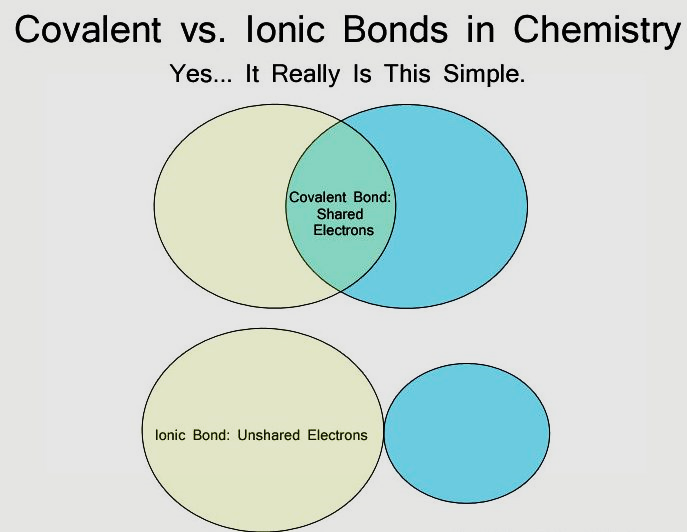 Covalent vs. Ionic Bonds in Chemistry
Yes... It Really Is This Simple.
Covalent Bond:
Shared
Electrons
Ionic Bond: Unshared Electrons